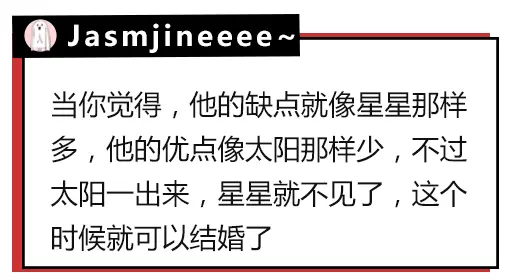 Jasmjineeee~
当你觉得，他的缺点就像星星那样
多，他的优点像太阳那样少，不过
太阳一出来，星星就不见了，这个
时候就可以结婚了